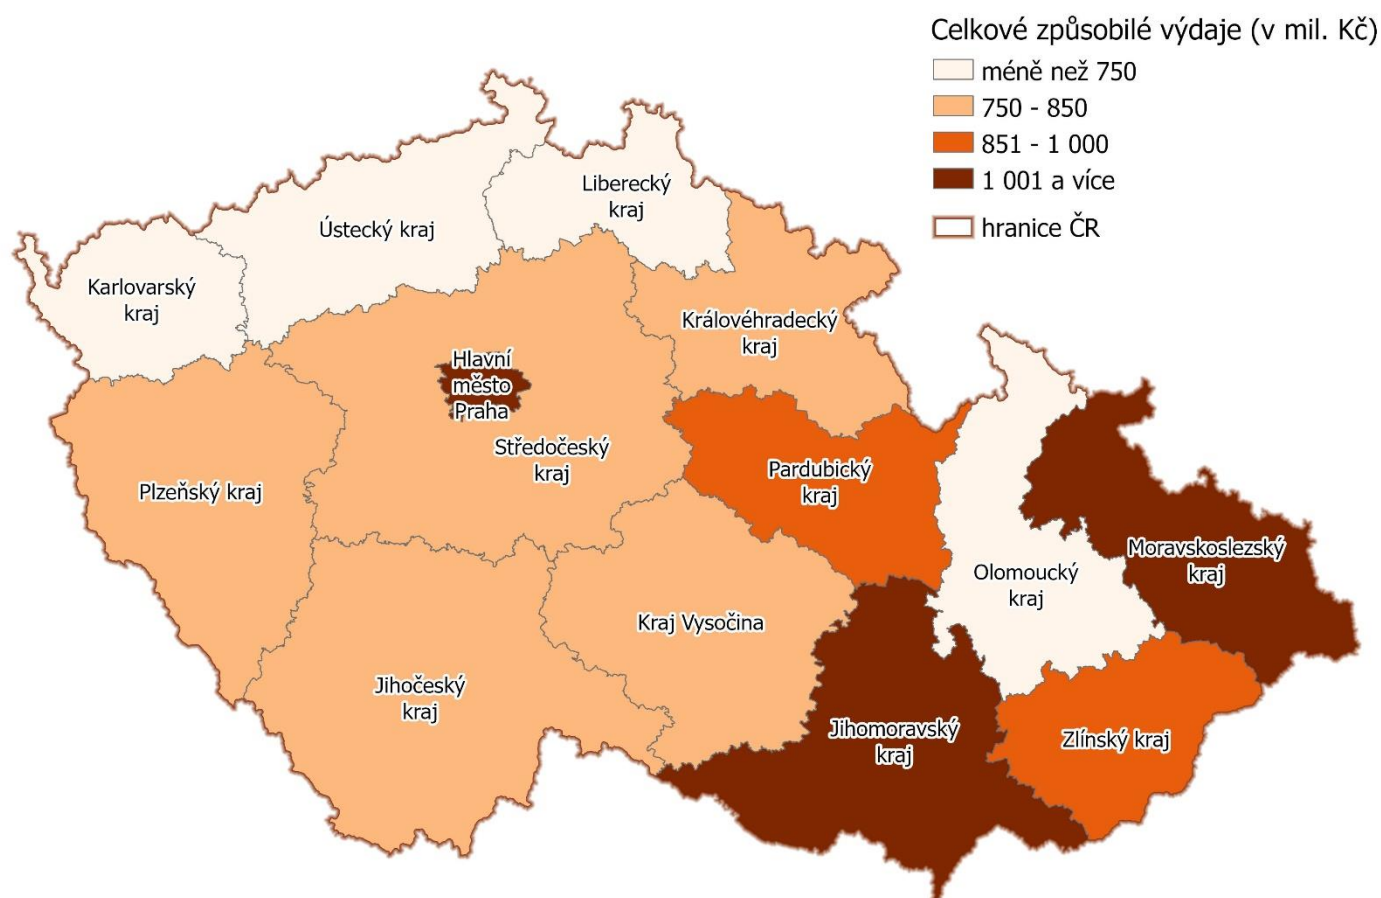 Celkové způsobilé výdaje (v mil. Kč)
méně než 750
750 - 850
851 - 1 000
1 001 a více
hranice ČR
Liberecký
kraj
Ústecký kraj
Karlovarský
kraj
Královéhradecký
kraj
Hlavní
město
Praha
Středočeský
kraj
Pardubický
kraj
Plzeňský kraj
Moravskoslezský
kraj
Olomoucký
kraj
Kraj Vysočina
Jihočeský
kraj
Jihomoravský
kraj
Zlínský kraj